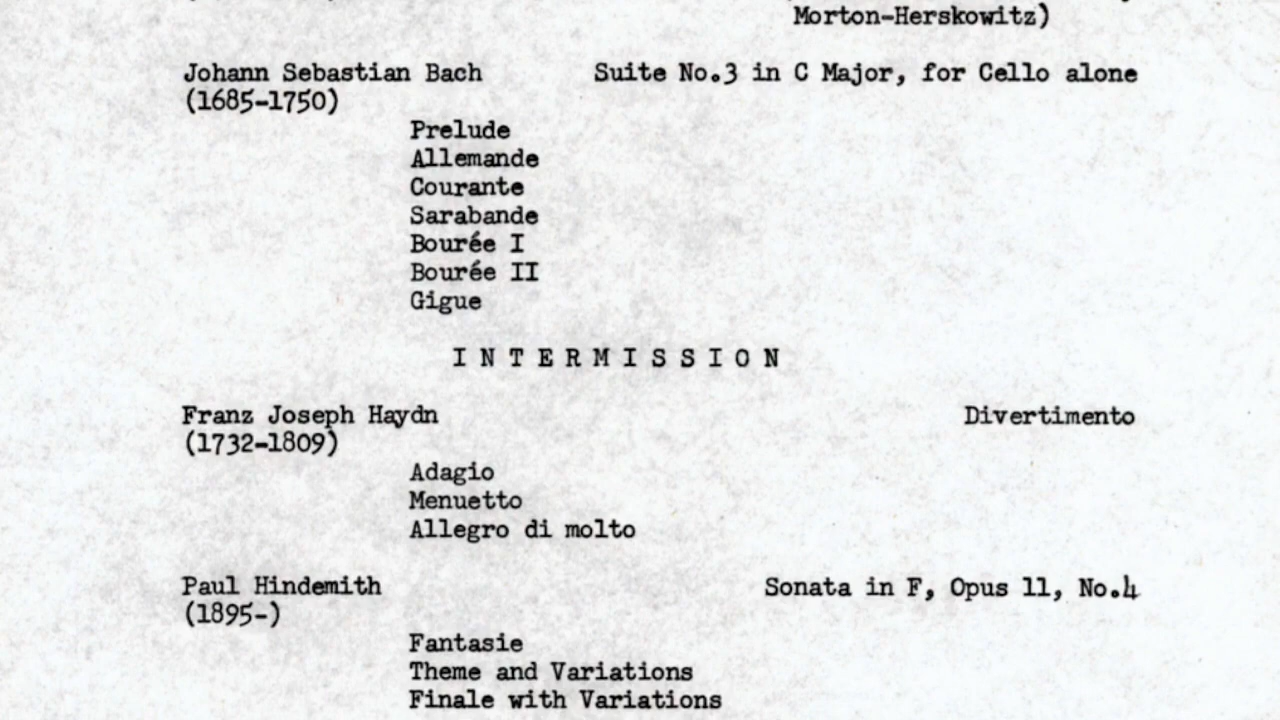 Morton-Herskowitz)
Johann Sebastian Bach Suite No.3 in C Major, for Cello alone
(1685-1750)
Prelude
Allemande
Courante
Sarabande
Bourée I
Bourée II
Gigue
I N T E R M I S S I O N
Franz Joseph Haydn Divertimento
(1732-1809)
Adagio
Menuetto
Allegro di molto
Paul Hindemith Sonata in F, Opus 11, No.4
(1895-)
Fantasie
Theme and Variations
Finale with Variations